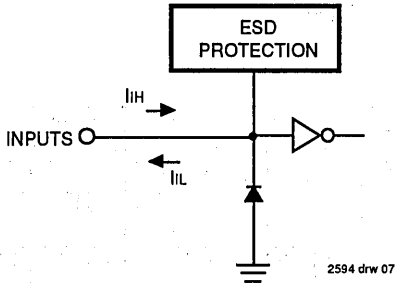 ESD
PROTECTION
IIH
INPUTS
IIL
2594 drw 07